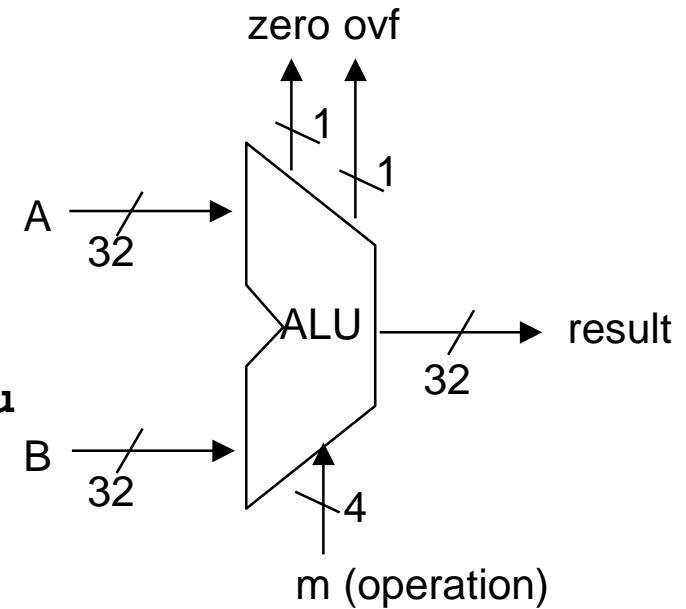 zero ovf
1
1
A
32
ALU
result
32
u
B
32
4
m (operation)